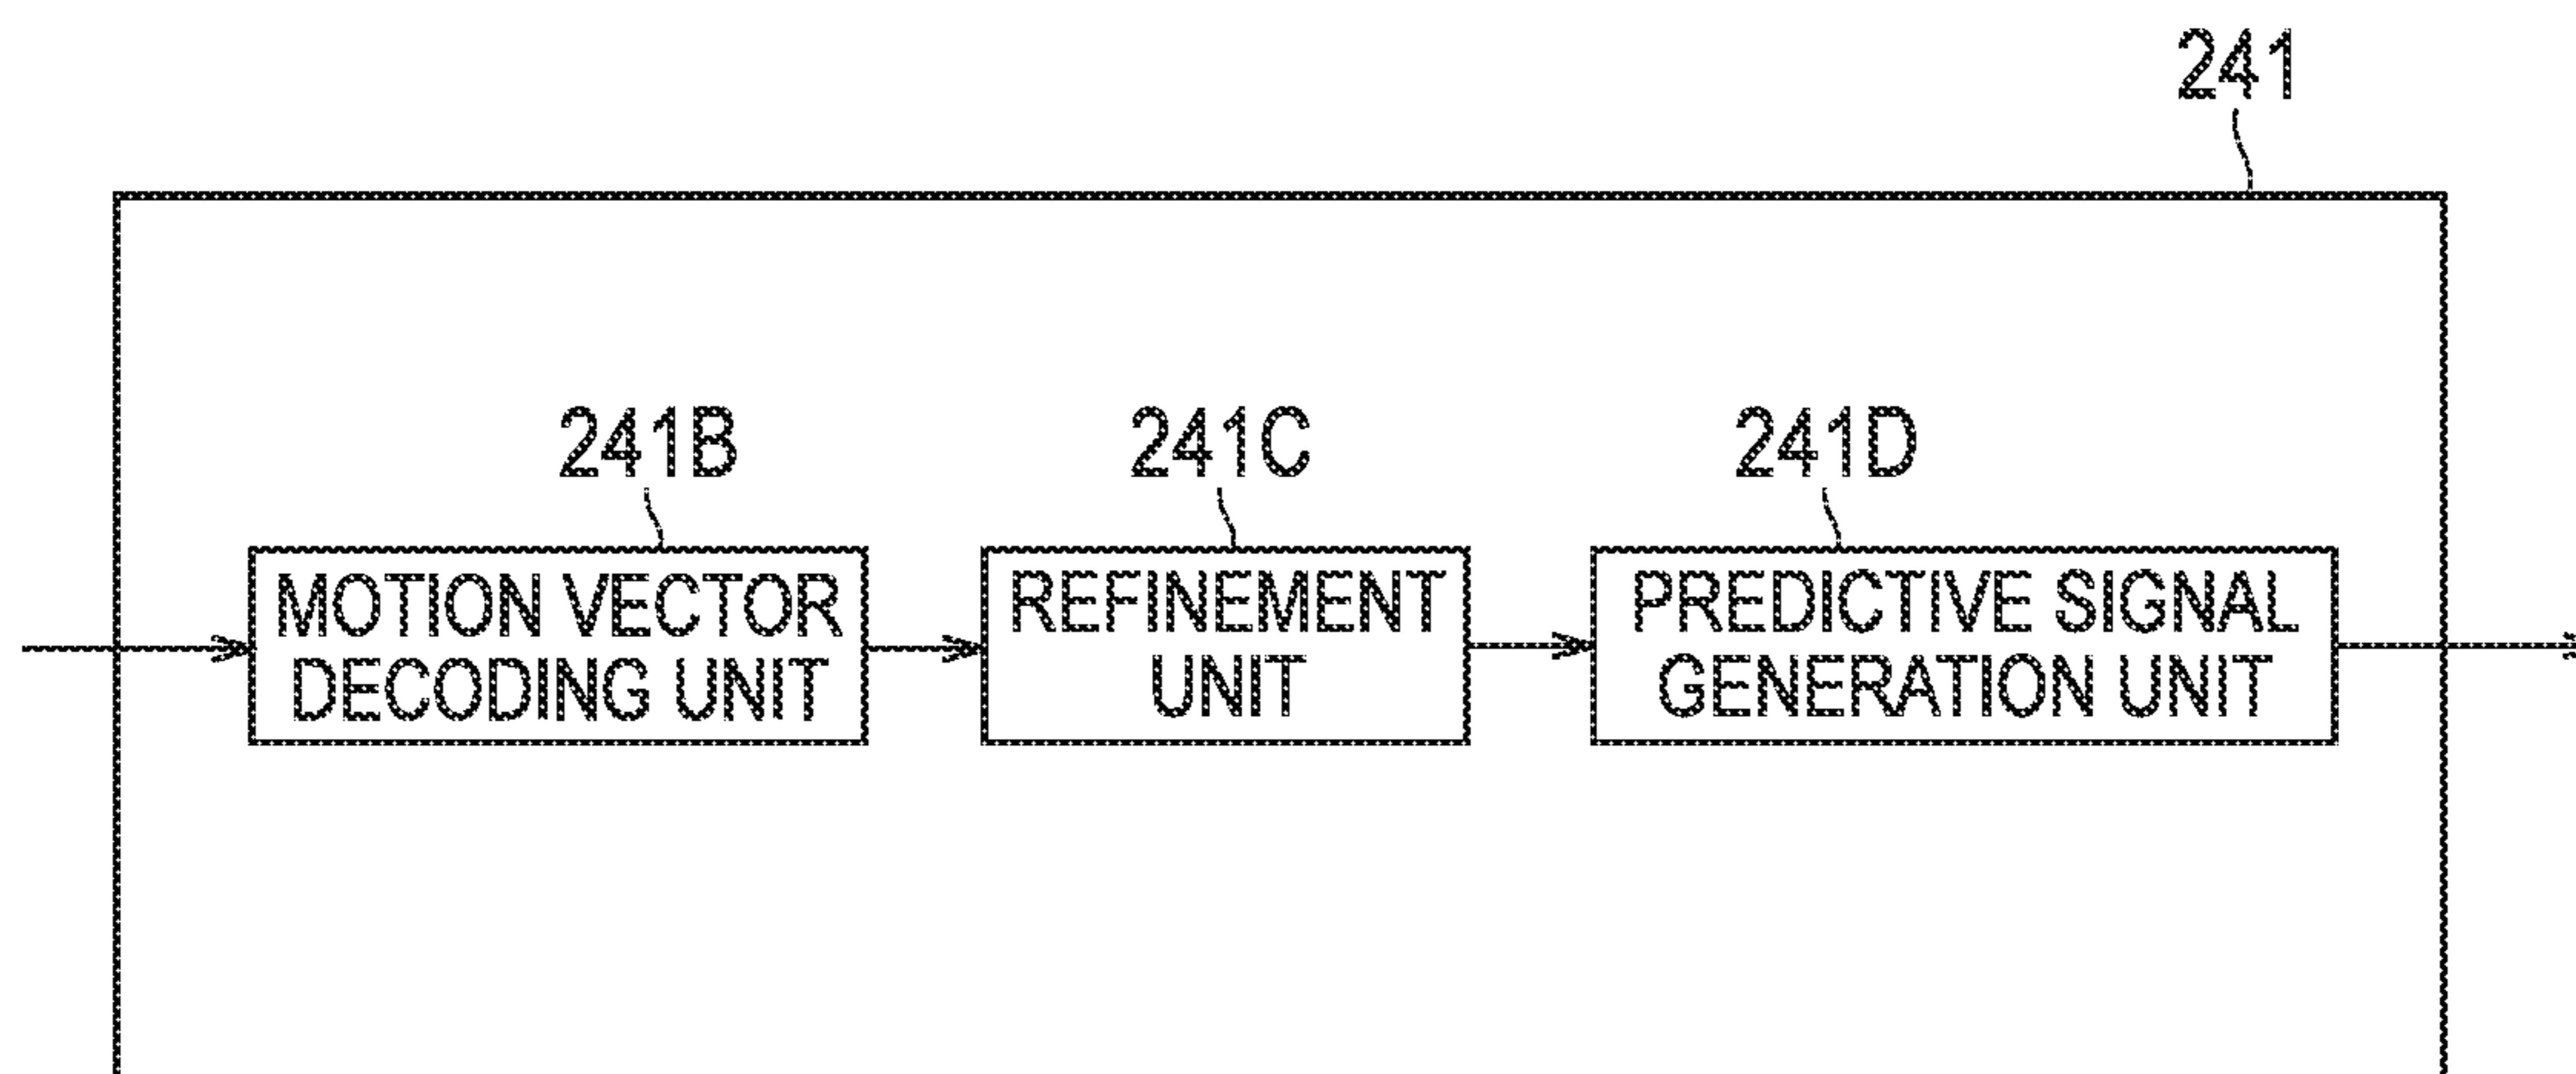 241
241B
241C
241D
MOTION VECTOR
DECODING UNIT
REFINEMENT
UNIT
PREDICTIVE SIGNAL
GENERATION UNIT